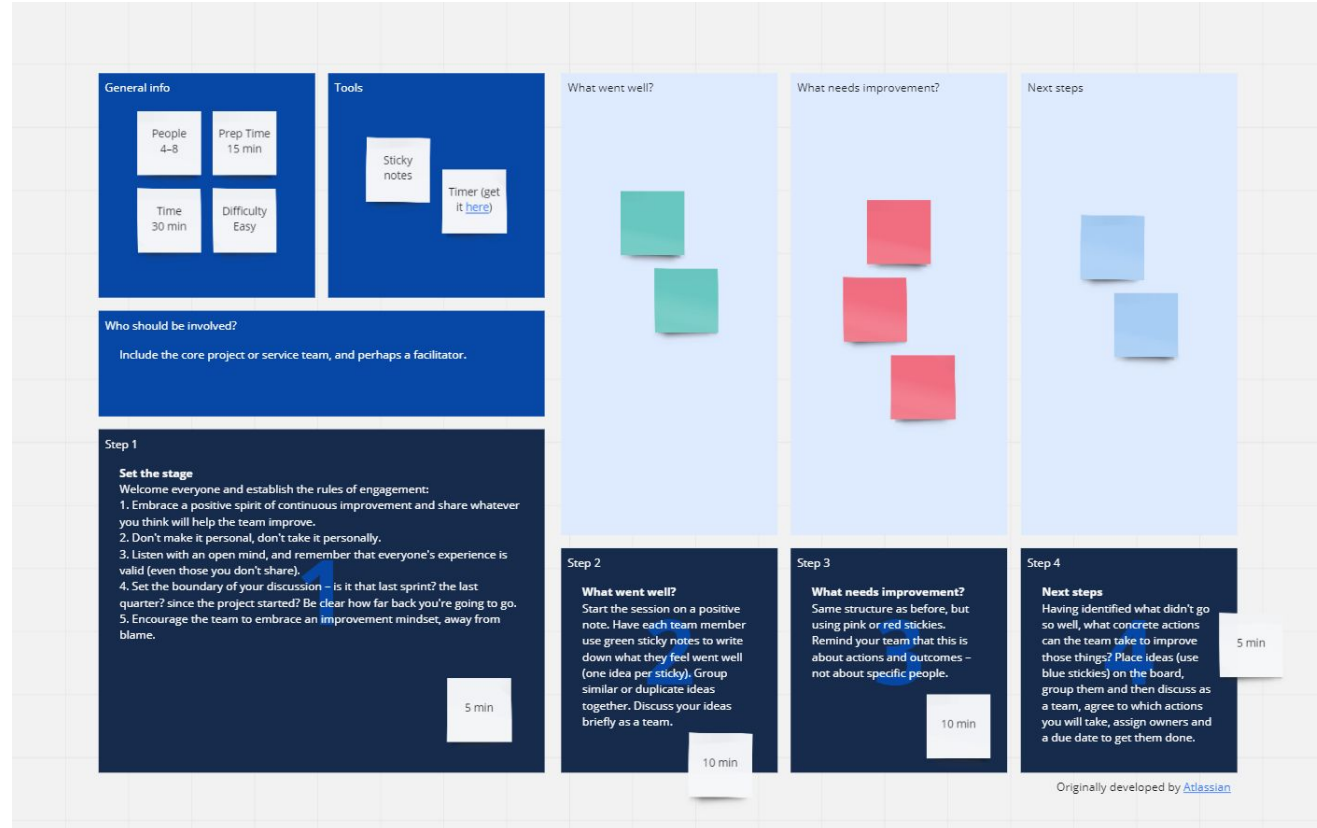 General info
People
4–8
Prep Time
15 min
Time
30 min
Difficulty
Easy
Tools
Sticky
notes
Timer (get
it here)
Who should be involved?
Include the core project or service team, and perhaps a facilitator.
Step 1
Set the stage
Welcome everyone and establish the rules of engagement:
1. Embrace a positive spirit of continuous improvement and share whatever
you think will help the team improve.
2. Don't make it personal, don't take it personally.
3. Listen with an open mind, and remember that everyone's experience is
valid (even those you don't share).
4. Set the boundary of your discussion – is it that last sprint? the last
quarter? since the project started? Be clear how far back you're going to go.
5. Encourage the team to embrace an improvement mindset, away from
blame.
1
5 min
What went well?
What needs improvement?
Next steps
Step 2
What went well?
Start the session on a positive
note. Have each team member
use green sticky notes to write
down what they feel went well
(one idea per sticky). Group
similar or duplicate ideas
together. Discuss your ideas
briefly as a team.
2
10 min
Step 3
What needs improvement?
Same structure as before, but
using pink or red stickies.
Remind your team that this is
about actions and outcomes –
not about specific people.
3
10 min
Step 4
Next steps
Having identified what didn't go
so well, what concrete actions
can the team take to improve
those things? Place ideas (use
blue stickies) on the board,
group them and then discuss as
a team, agree to which actions
you will take, assign owners and
a due date to get them done.
4
5 min
Originally developed by Atlassian